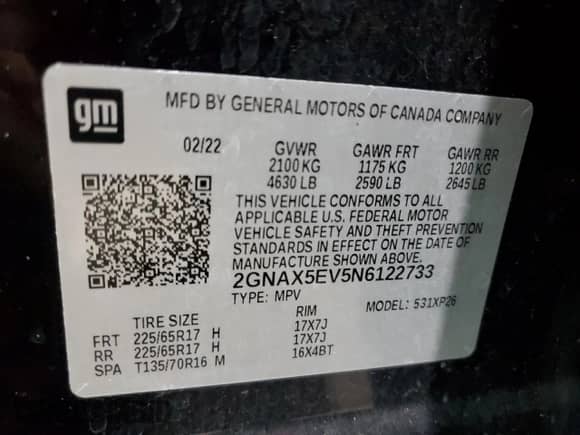 gm
MFD BY GENERAL MOTORS OF CANADA COMPANY
02/22 GVWR GAWR FRT GAWR RR
2100 KG 1175 KG 1200 KG
4630 LB 2590 LB 2645 LB
THIS VEHICLE CONFORMS TO ALL
APPLICABLE U.S. FEDERAL MOTOR
VEHICLE SAFETY AND THEFT PREVENTION
STANDARDS IN EFFECT ON THE DATE OF
MANUFACTURE SHOWN ABOVE.
2GNAX5EV5N6122733
TYPE: MPV MODEL: 531XP26
TIRE SIZE RIM
FRT 225/65R17 H 17X7J
RR 225/65R17 H 17X7J
SPA T135/70R16 M 16X4BT